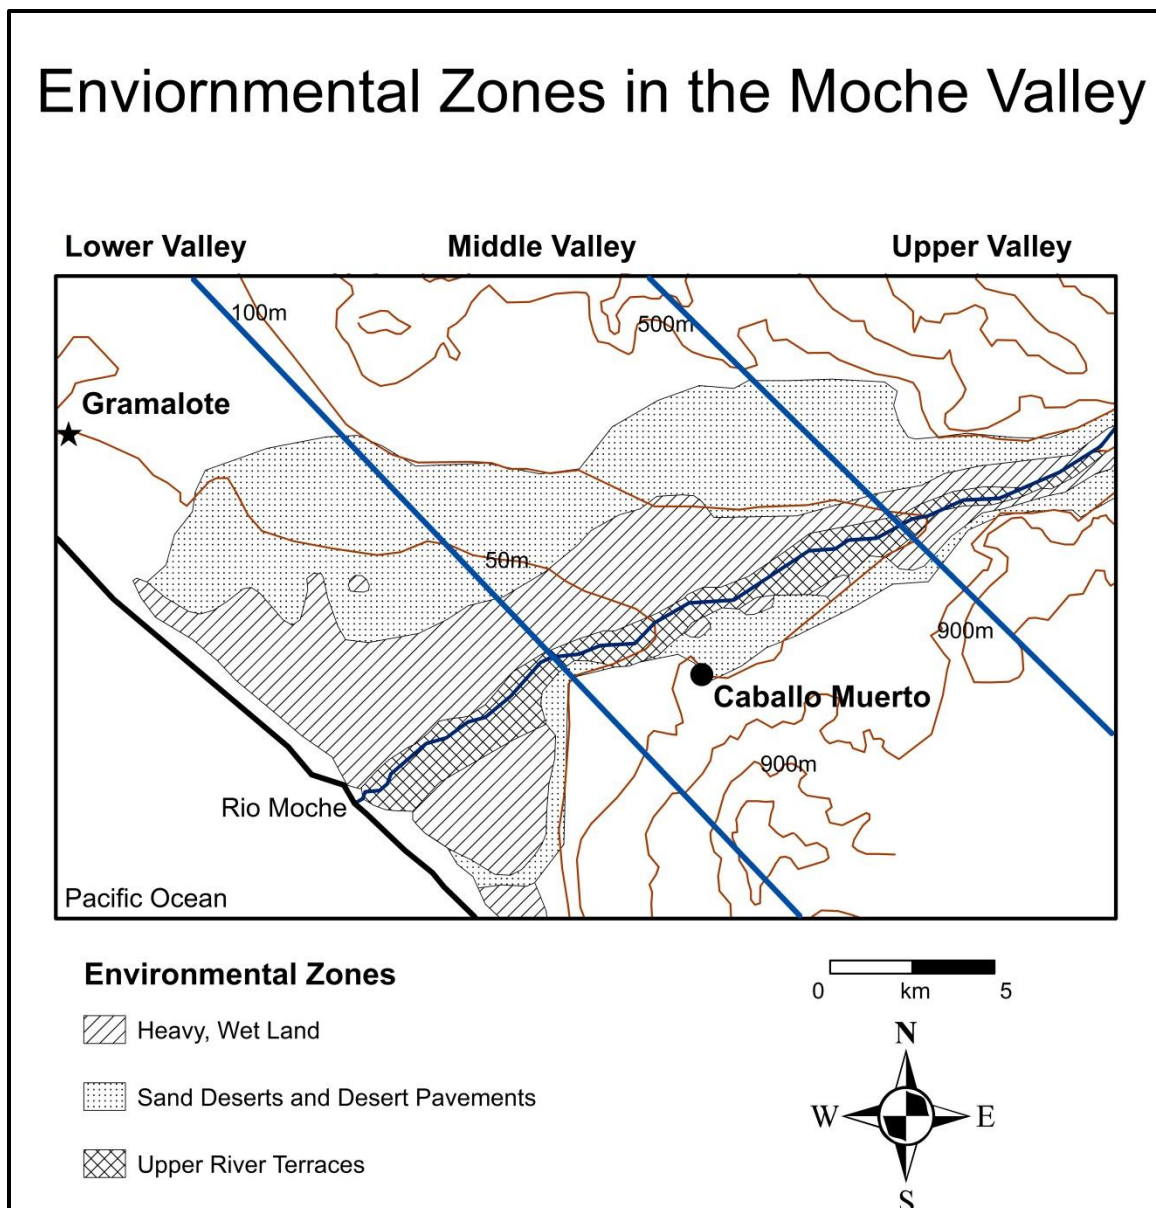 Enviornmental Zones in the Moche Valley
Lower Valley
Middle Valley
Upper Valley
100m
500m
Gramalote
50m
900m
Caballo Muerto
900m
Rio Moche
Pacific Ocean
Environmental Zones
0 km 5
Heavy, Wet Land
N
Sand Deserts and Desert Pavements
W E
Upper River Terraces
S